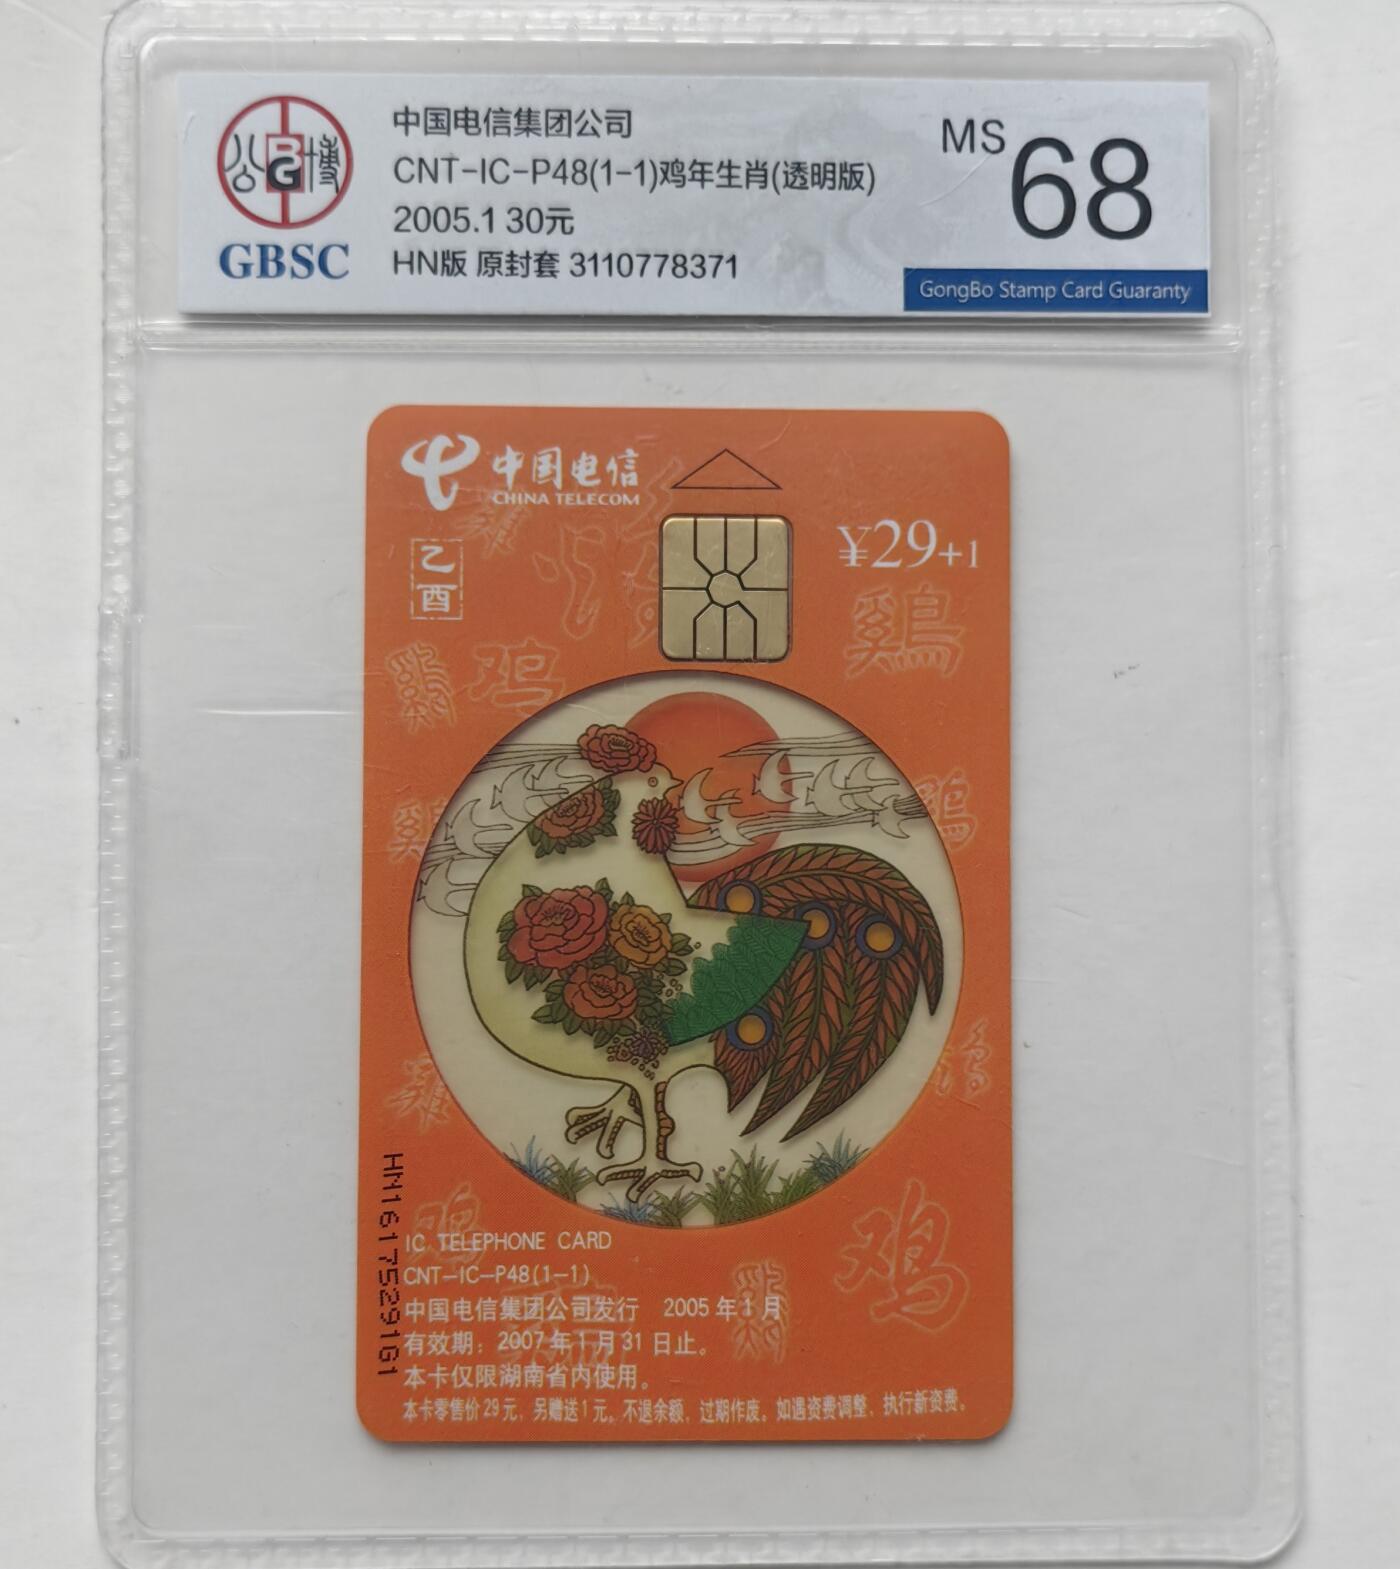 公博
BG
GBSC
中国电信集团公司
CNT-IC-P48(1-1)鸡年生肖(透明版)
2005.1 30元
HN版 原封套 3110778371
MS 68
GongBo Stamp Card Guaranty
中国电信
CHINA TELECOM
¥29+1
乙酉
鷄
鸡
鸡
HN1617529161
IC TELEPHONE CARD
CNT-IC-P48(1-1)
中国电信集团公司发行 2005年1月
有效期：2007年1月31日止。
本卡仅限湖南省内使用。
本卡零售价29元，另赠送1元。不退余额，过期作废。如遇资费调整，执行新资费。